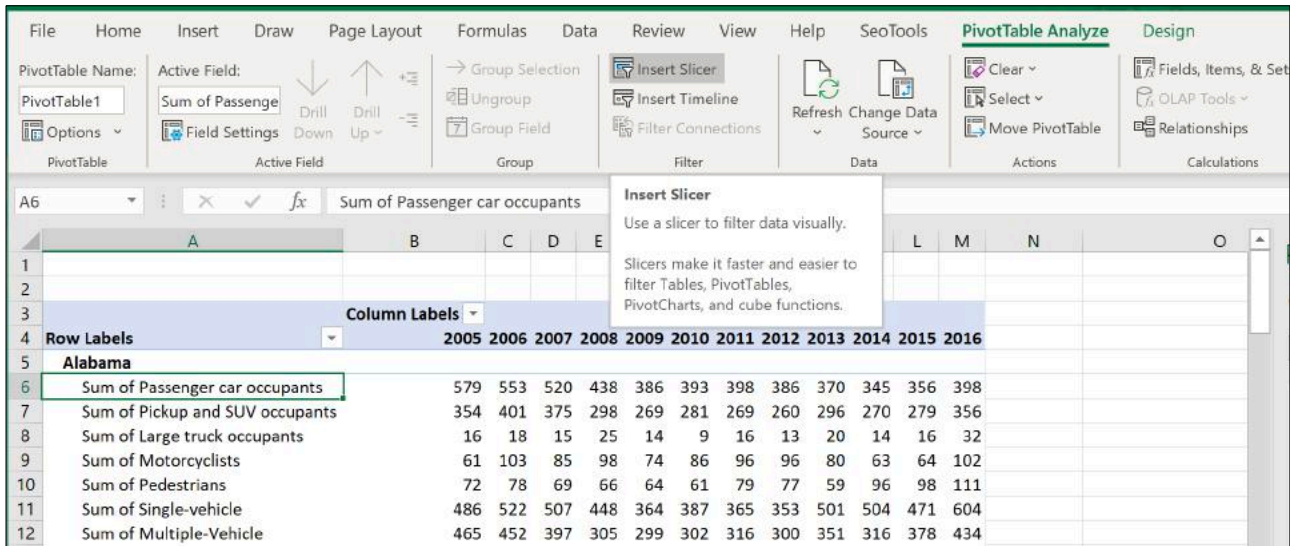 File Home Insert Draw Page Layout Formulas Data Review View Help SeoTools PivotTable Analyze Design
PivotTable Name:
PivotTable1
Options
PivotTable
Active Field:
Sum of Passenge
Field Settings
Drill Down
Drill Up
Active Field
Group Selection
Ungroup
Group Field
Group
Insert Slicer
Insert Timeline
Filter Connections
Filter
Refresh
Change Data Source
Data
Clear
Select
Move PivotTable
Actions
Fields, Items, & Set
OLAP Tools
Relationships
Calculations
A6 fx Sum of Passenger car occupants
Insert Slicer
Use a slicer to filter data visually.
Slicers make it faster and easier to
filter Tables, PivotTables,
PivotCharts, and cube functions.
A B C D E L M N O
1
2
3 Column Labels
4 Row Labels 2005 2006 2007 2008 2009 2010 2011 2012 2013 2014 2015 2016
5 Alabama
6 Sum of Passenger car occupants 579 553 520 438 386 393 398 386 370 345 356 398
7 Sum of Pickup and SUV occupants 354 401 375 298 269 281 269 260 296 270 279 356
8 Sum of Large truck occupants 16 18 15 25 14 9 16 13 20 14 16 32
9 Sum of Motorcyclists 61 103 85 98 74 86 96 96 80 63 64 102
10 Sum of Pedestrians 72 78 69 66 64 61 79 77 59 96 98 111
11 Sum of Single-vehicle 486 522 507 448 364 387 365 353 501 504 471 604
12 Sum of Multiple-Vehicle 465 452 397 305 299 302 316 300 351 316 378 434